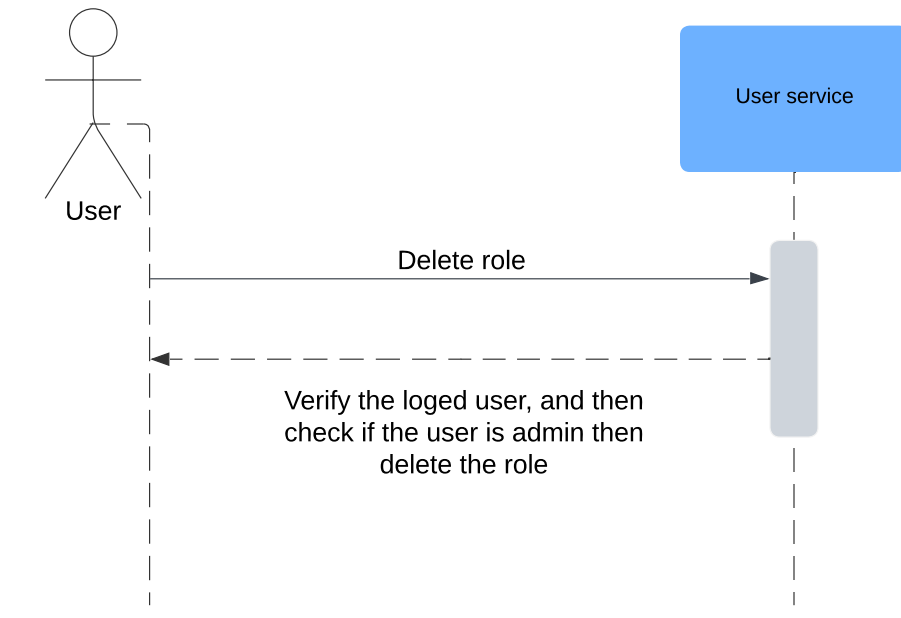 User service
User
Delete role
Verify the loged user, and then
check if the user is admin then
delete the role